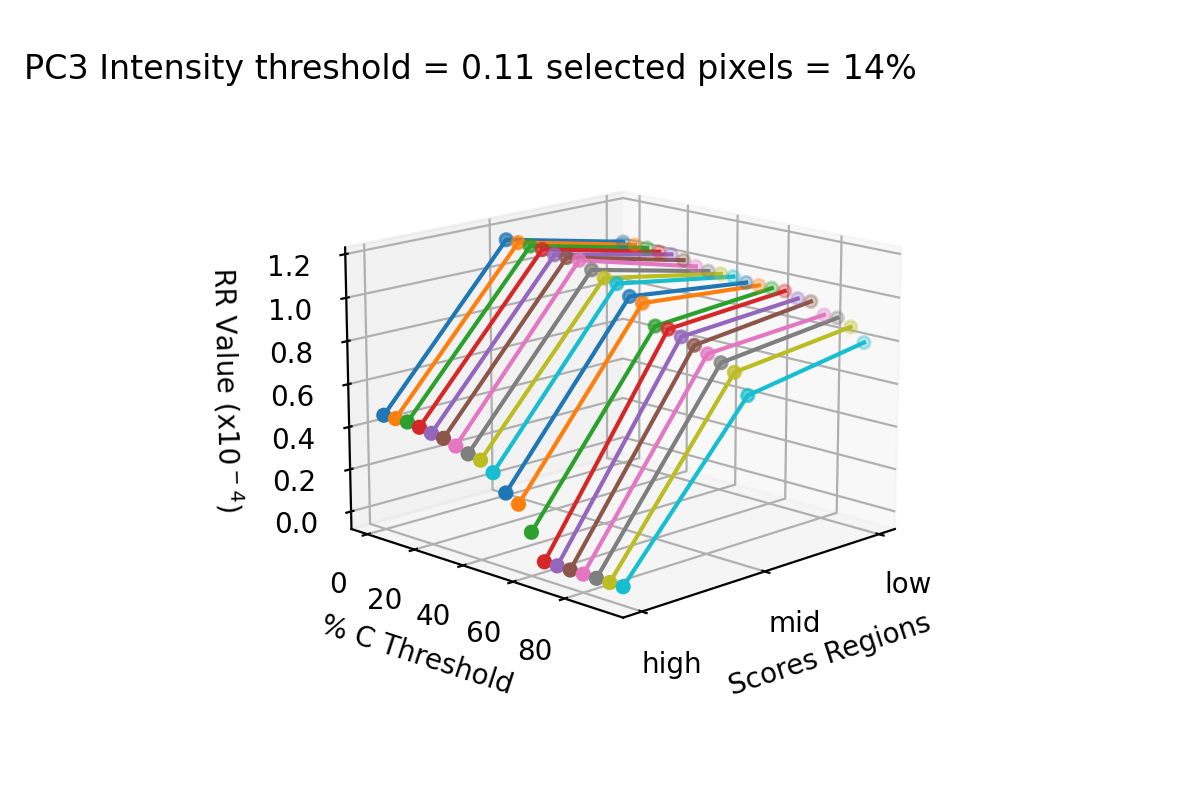 PC3 Intensity threshold = 0.11 selected pixels = 14%
RR Value (x10⁻⁴)
1.2
1.0
0.8
0.6
0.4
0.2
0.0
0
20
40
60
80
% C Threshold
high
mid
low
Scores Regions